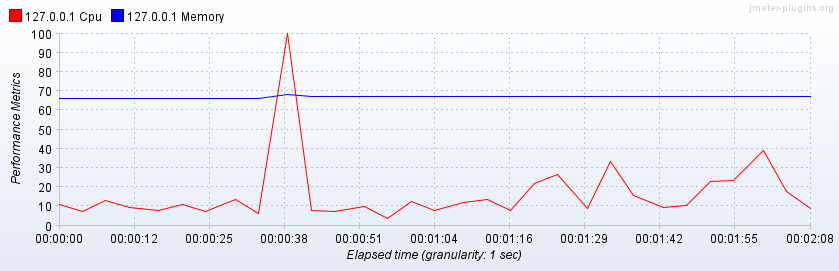 jmeter-plugins.org
127.0.0.1 Cpu 127.0.0.1 Memory
Performance Metrics
100
90
80
70
60
50
40
30
20
10
0
00:00:00 00:00:12 00:00:25 00:00:38 00:00:51 00:01:04 00:01:16 00:01:29 00:01:42 00:01:55 00:02:08
Elapsed time (granularity: 1 sec)